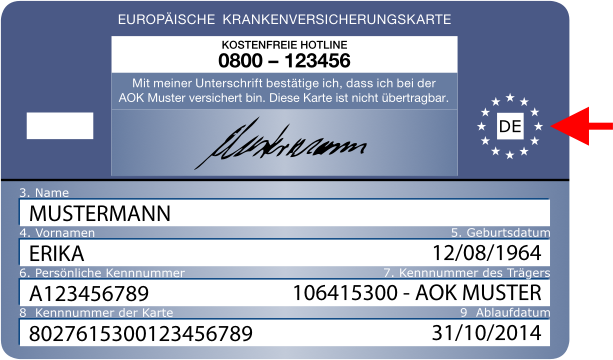 EUROPÄISCHE KRANKENVERSICHERUNGSKARTE
KOSTENFREIE HOTLINE
0800 – 123456
Mit meiner Unterschrift bestätige ich, dass ich bei der
AOK Muster versichert bin. Diese Karte ist nicht übertragbar.
Mustermann
DE
3. Name
MUSTERMANN
4. Vornamen 5. Geburtsdatum
ERIKA 12/08/1964
6. Persönliche Kennnummer 7. Kennnummer des Trägers
A123456789 106415300 - AOK MUSTER
8 Kennnummer der Karte 9 Ablaufdatum
8027615300123456789 31/10/2014